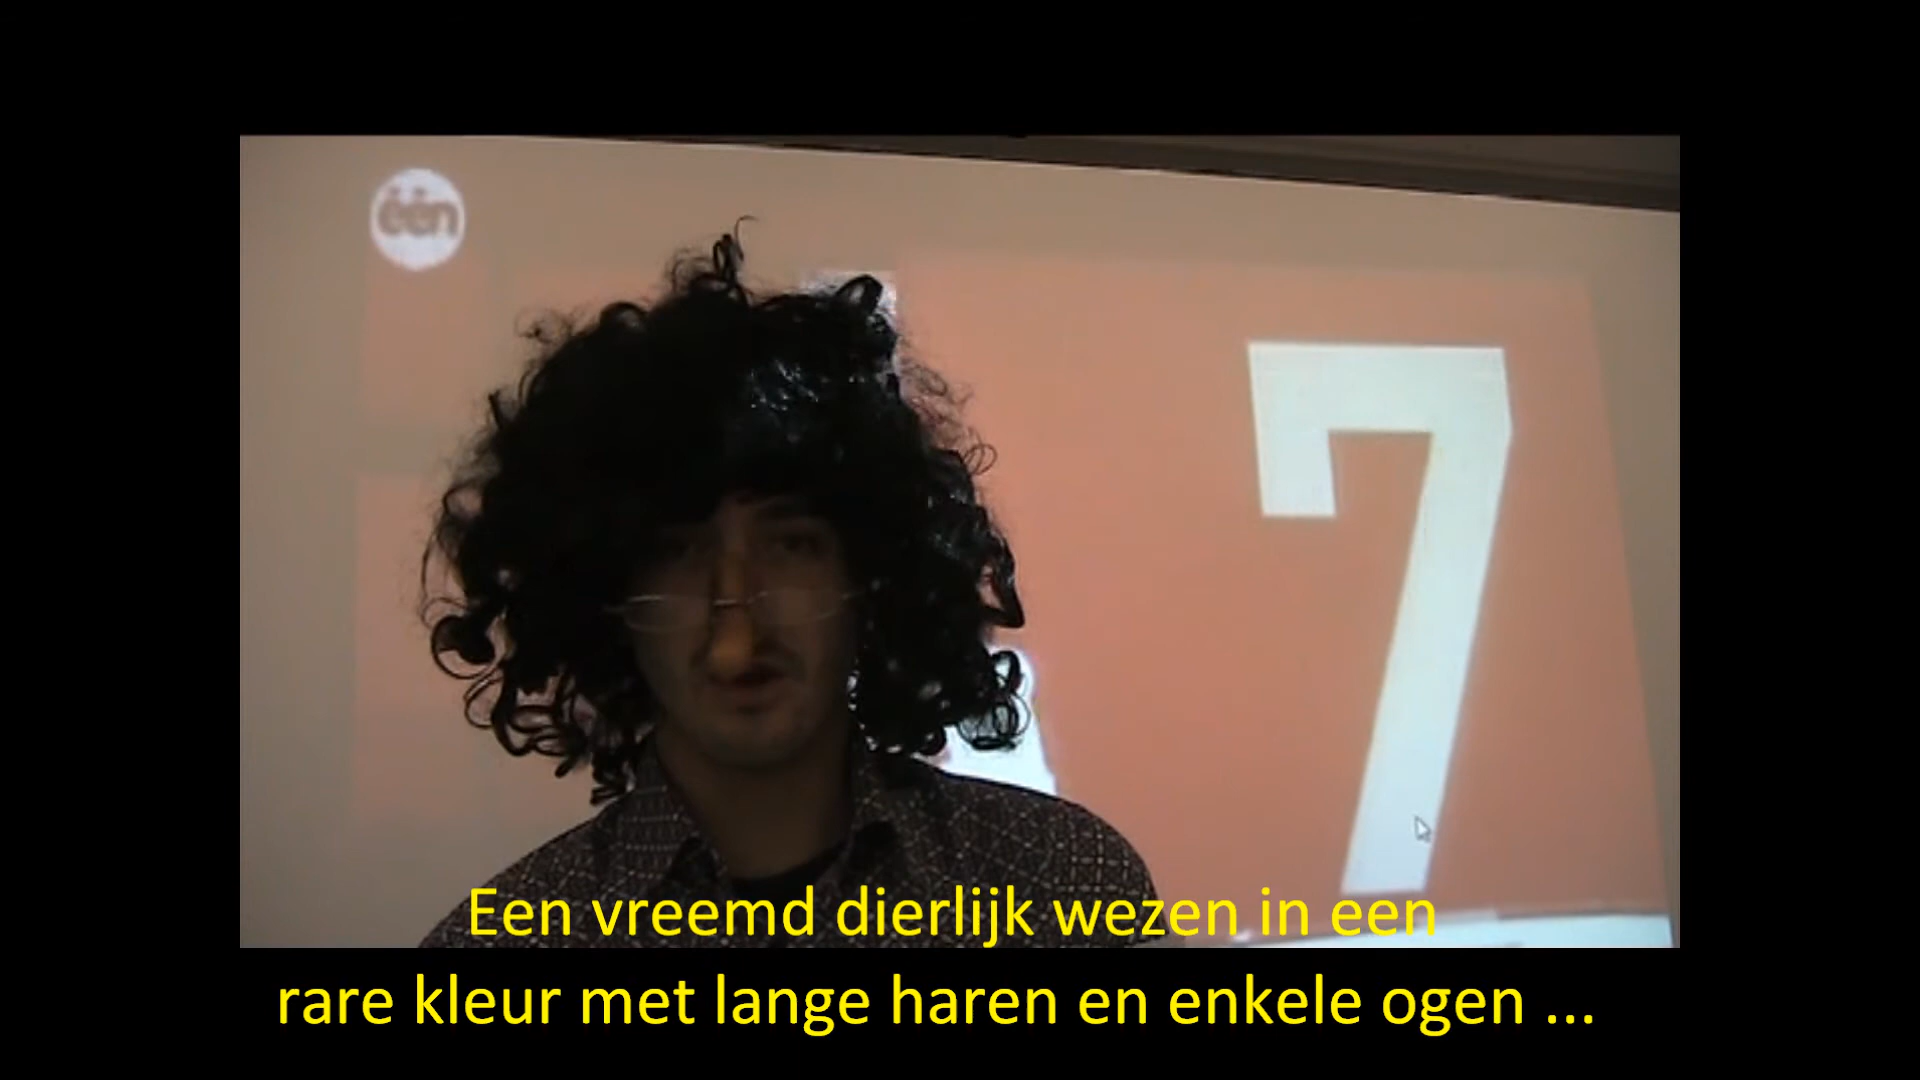 één
7
Een vreemd dierlijk wezen in een
rare kleur met lange haren en enkele ogen ...